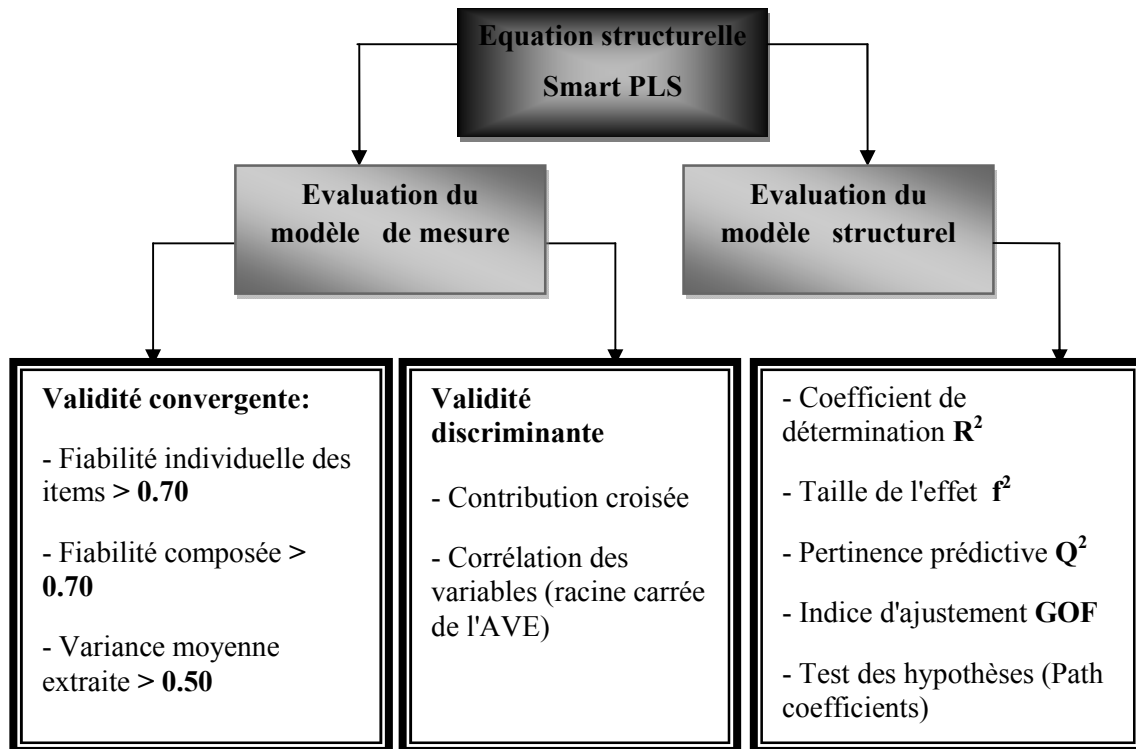 Equation structurelle
Smart PLS
Evaluation du
modèle de mesure
Evaluation du
modèle structurel
Validité convergente:
- Fiabilité individuelle des
items > 0.70
- Fiabilité composée >
0.70
- Variance moyenne
extraite > 0.50
Validité
discriminante
- Contribution croisée
- Corrélation des
variables (racine carrée
de l'AVE)
- Coefficient de
détermination R²
- Taille de l'effet f²
- Pertinence prédictive Q²
- Indice d'ajustement GOF
- Test des hypothèses (Path
coefficients)